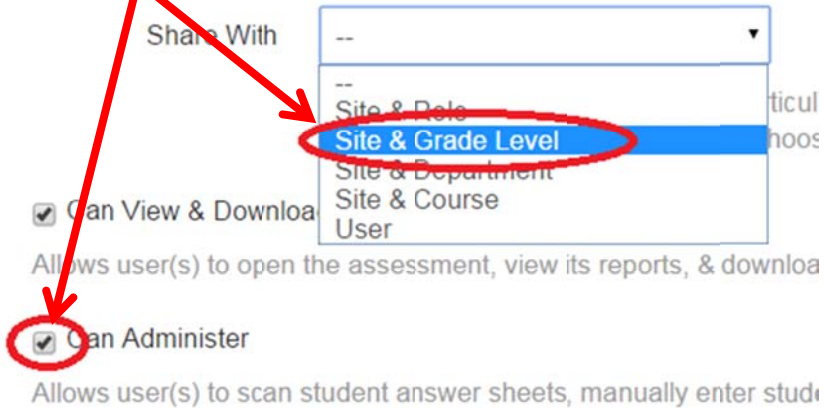 Share With --
--
Site & Role
Site & Grade Level
Site & Department
Site & Course
User
Can View & Downloa
Allows user(s) to open the assessment, view its reports, & downloa
Can Administer
Allows user(s) to scan student answer sheets, manually enter stude